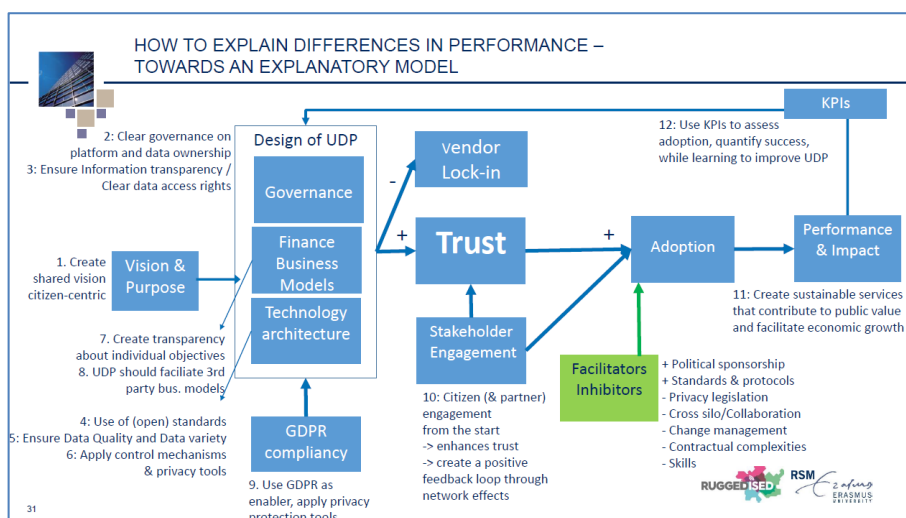 HOW TO EXPLAIN DIFFERENCES IN PERFORMANCE –
TOWARDS AN EXPLANATORY MODEL
KPIs
2: Clear governance on
platform and data ownership
3: Ensure Information transparency /
Clear data access rights
Design of UDP
Governance
Finance
Business
Models
Technology
architecture
vendor
Lock-in
-
+
Trust
+
12: Use KPIs to assess
adoption, quantify success,
while learning to improve UDP
Adoption
Performance
& Impact
1. Create
shared vision
citizen-centric
Vision &
Purpose
11: Create sustainable services
that contribute to public value
and facilitate economic growth
7. Create transparency
about individual objectives
8. UDP should faciliate 3rd
party bus. models
Stakeholder
Engagement
Facilitators
Inhibitors
+ Political sponsorship
+ Standards & protocols
- Privacy legislation
- Cross silo/Collaboration
- Change management
- Contractual complexities
- Skills
4: Use of (open) standards
5: Ensure Data Quality and Data variety
6: Apply control mechanisms
& privacy tools
GDPR
compliancy
10: Citizen (& partner)
engagement
from the start
-> enhances trust
-> create a positive
feedback loop through
network effects
9. Use GDPR as
enabler, apply privacy
protection tools
RUGGEDISED
RSM
Erasmus
ERASMUS
UNIVERSITY
31